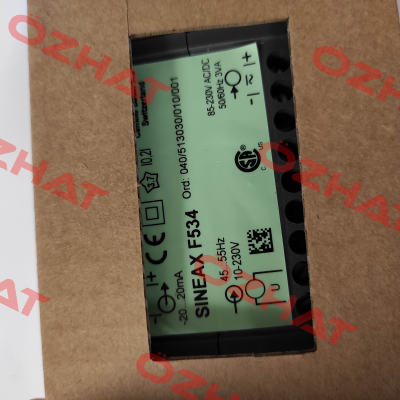 Switzerland
10.21
CE
-20...20mA
SINEAX F534
Ord: 040/513030/010/001
45...55Hz
10-230V
U
85-230V AC/DC
50/60Hz 3VA
OZHAT
OZHAT
OZHAT
OZHAT
OZHAT
OZHAT